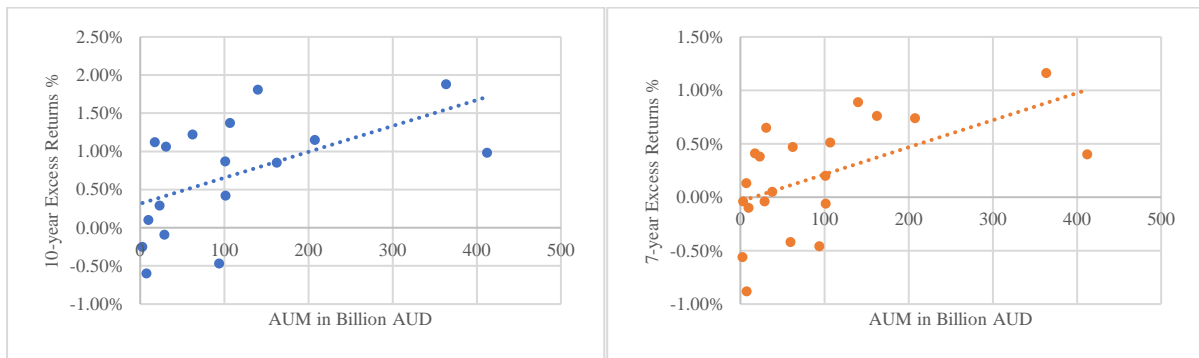 10-year Excess Returns %
2.50%
2.00%
1.50%
1.00%
0.50%
0.00%
-0.50%
-1.00%
0 100 200 300 400 500
AUM in Billion AUD
7-year Excess Returns %
1.50%
1.00%
0.50%
0.00%
-0.50%
-1.00%
0 100 200 300 400 500
AUM in Billion AUD